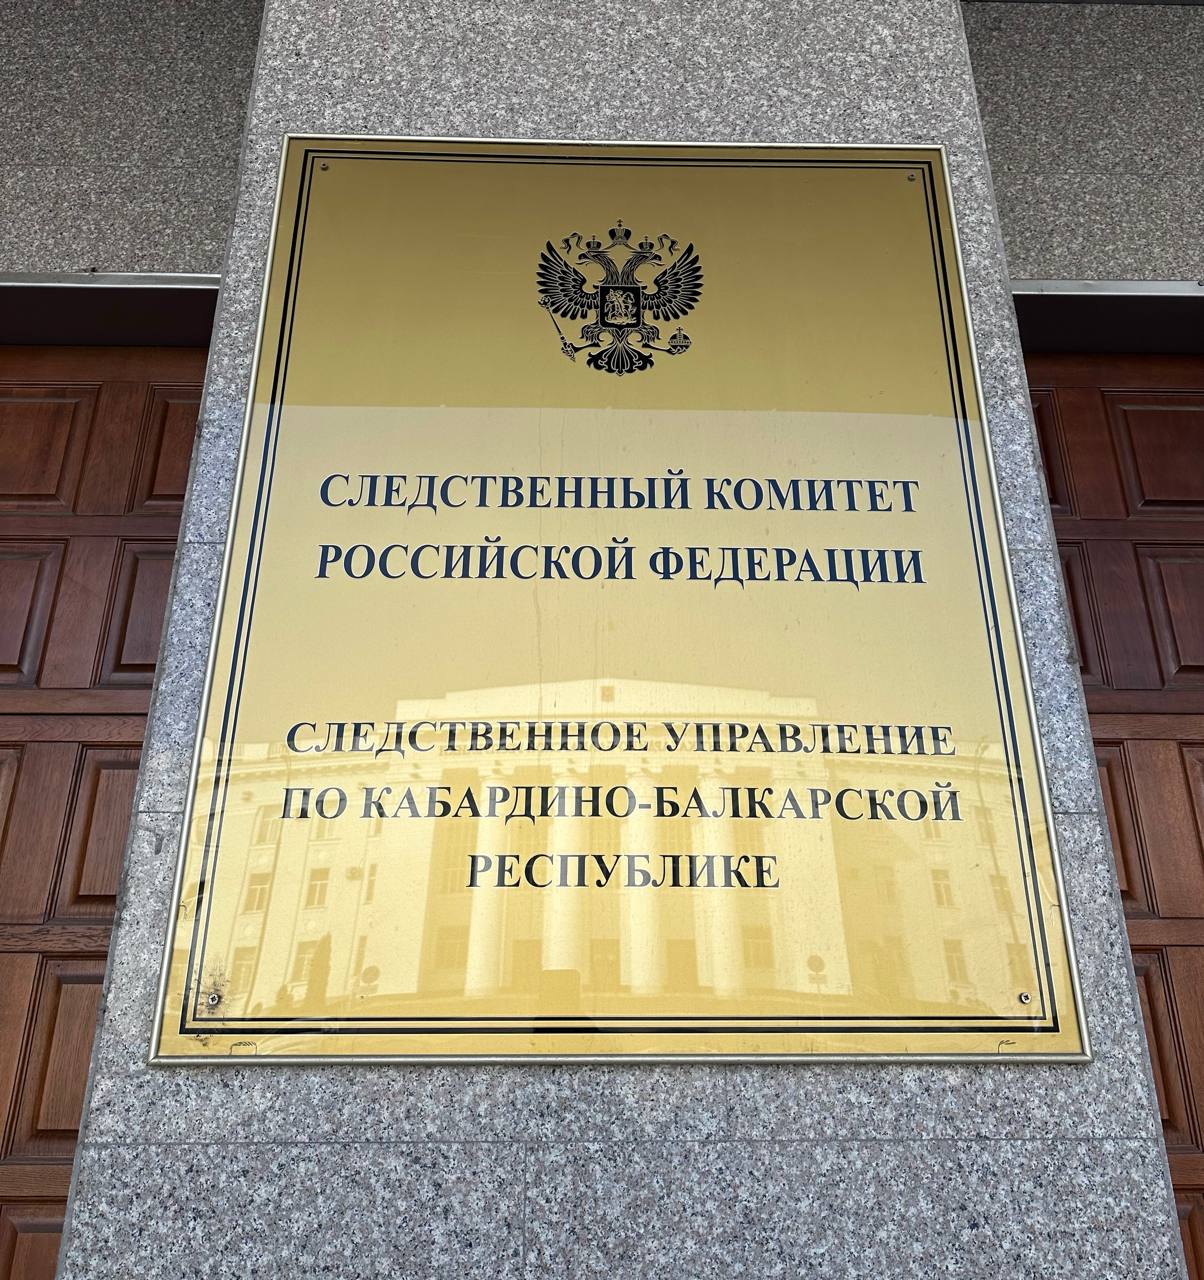 СЛЕДСТВЕННЫЙ КОМИТЕТ
РОССИЙСКОЙ ФЕДЕРАЦИИ
СЛЕДСТВЕННОЕ УПРАВЛЕНИЕ
ПО КАБАРДИНО-БАЛКАРСКОЙ
РЕСПУБЛИКЕ